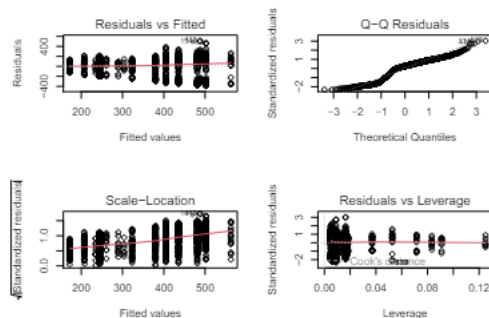 Residuals vs Fitted
Residuals
400
0
−400
200
300
400
500
Fitted values
Q−Q Residuals
Standardized residuals
3
0
−2
−3
−2
−1
0
1
2
3
Theoretical Quantiles
Scale−Location
√|Standardized residuals|
1.0
0.0
200
300
400
500
Fitted values
Residuals vs Leverage
Standardized residuals
3
0
−2
Cook's distance
0.00
0.04
0.08
0.12
Leverage